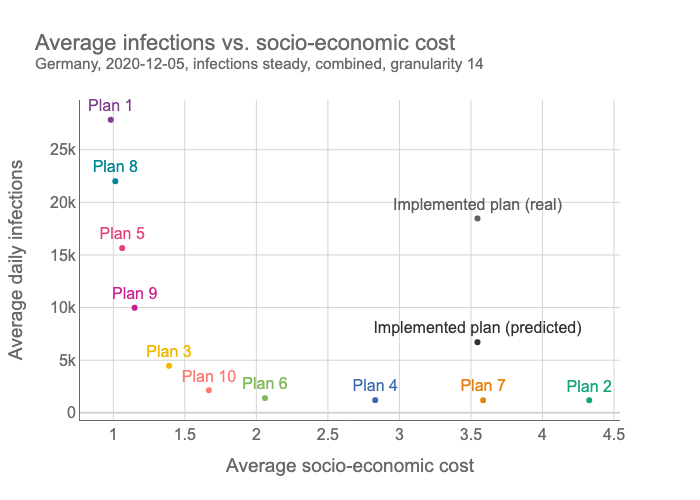 Average infections vs. socio-economic cost
Germany, 2020-12-05, infections steady, combined, granularity 14
Plan 1
25k
Plan 8
20k
Implemented plan (real)
Plan 5
15k
Plan 9
10k
Implemented plan (predicted)
Plan 3
5k
Plan 10
Plan 6
Plan 4
Plan 7
Plan 2
0
1
1.5
2
2.5
3
3.5
4
4.5
Average daily infections
Average socio-economic cost